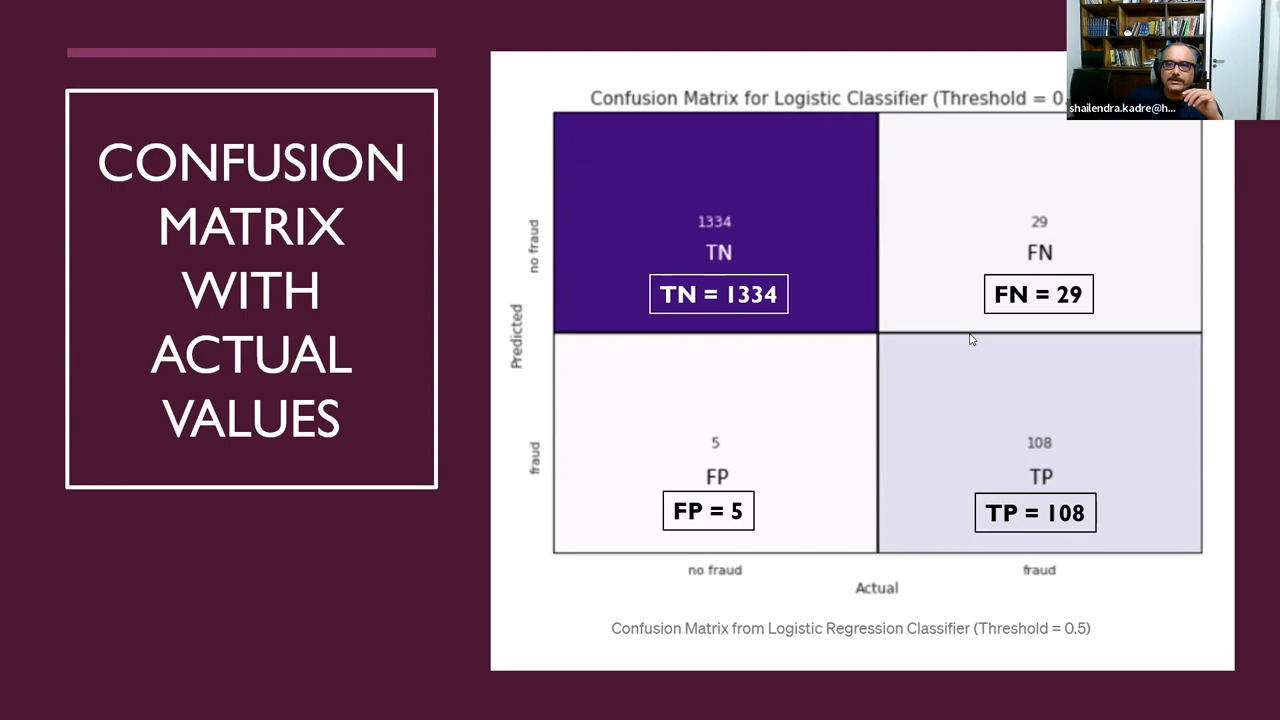 CONFUSION
MATRIX
WITH
ACTUAL
VALUES
Confusion Matrix for Logistic Classifier (Threshold = 0.
shailendra.kadre@h...
Predicted
no fraud
fraud
1334
TN
TN = 1334
29
FN
FN = 29
5
FP
FP = 5
108
TP
TP = 108
no fraud
fraud
Actual
Confusion Matrix from Logistic Regression Classifier (Threshold = 0.5)